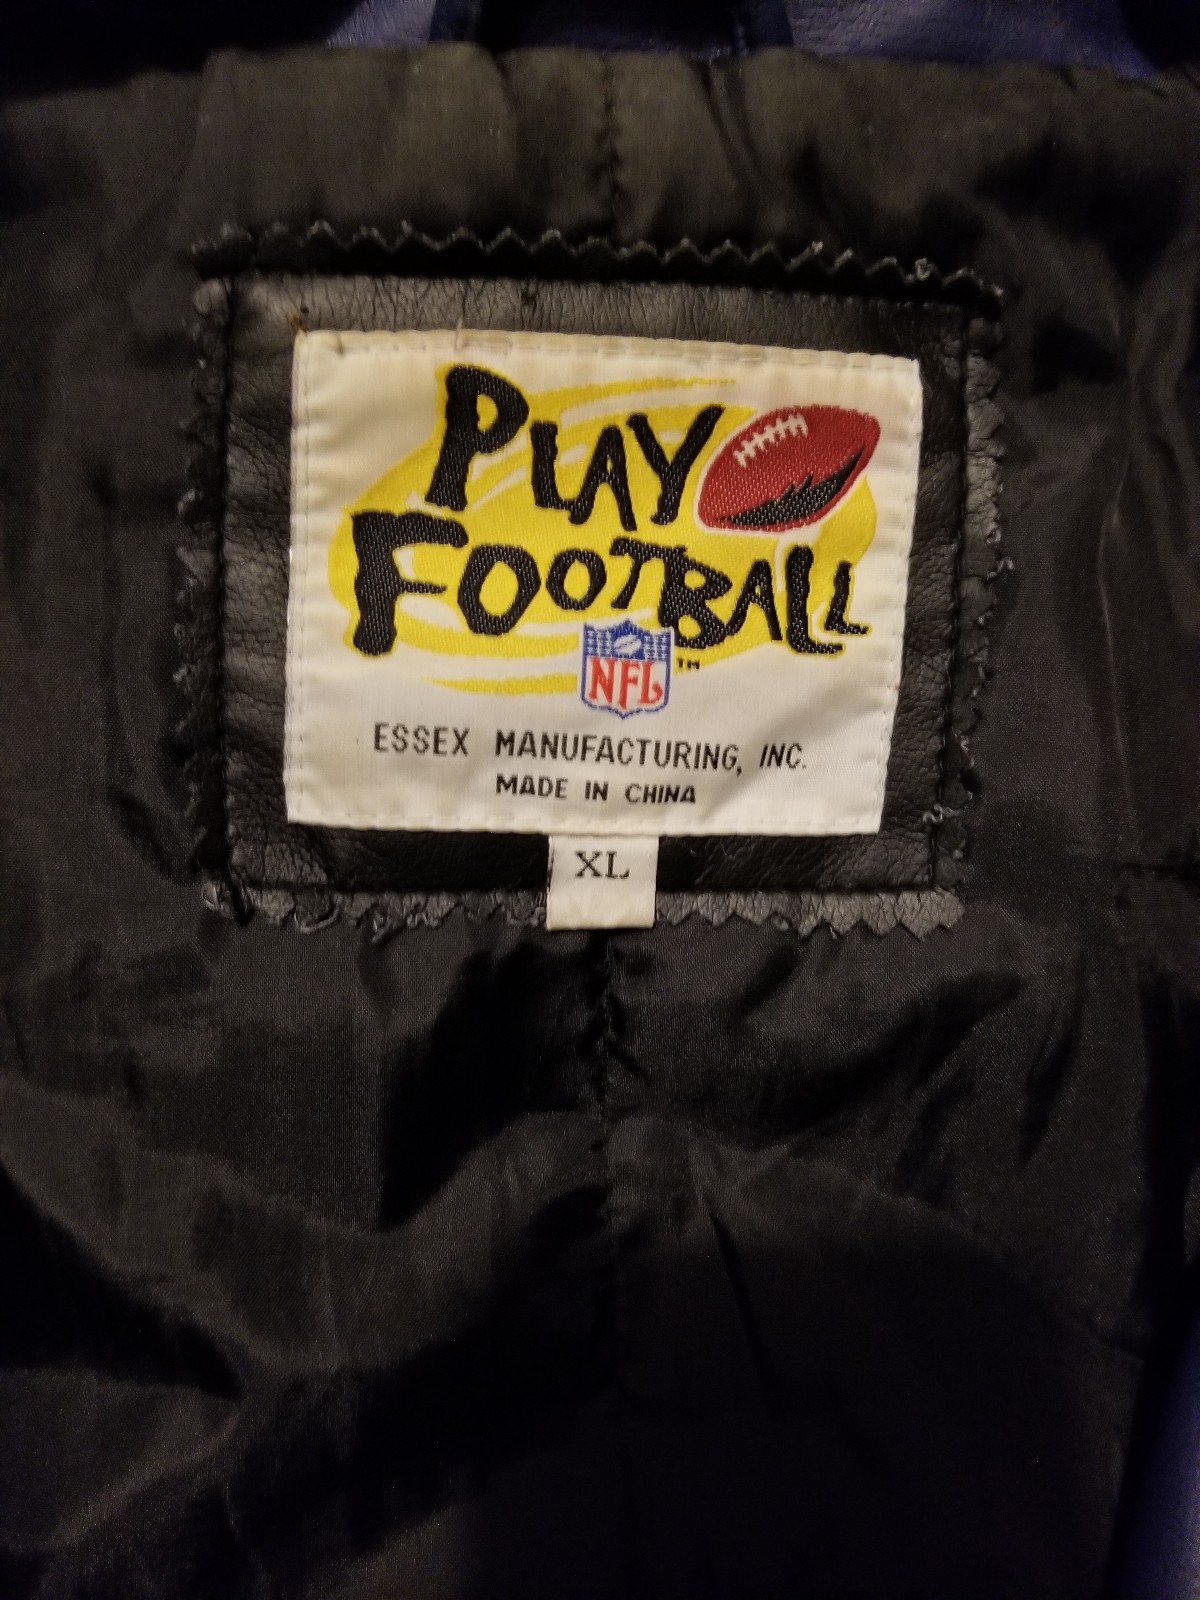 PLAY
FOOTBALL
NFL ™
ESSEX MANUFACTURING, INC.
MADE IN CHINA
XL